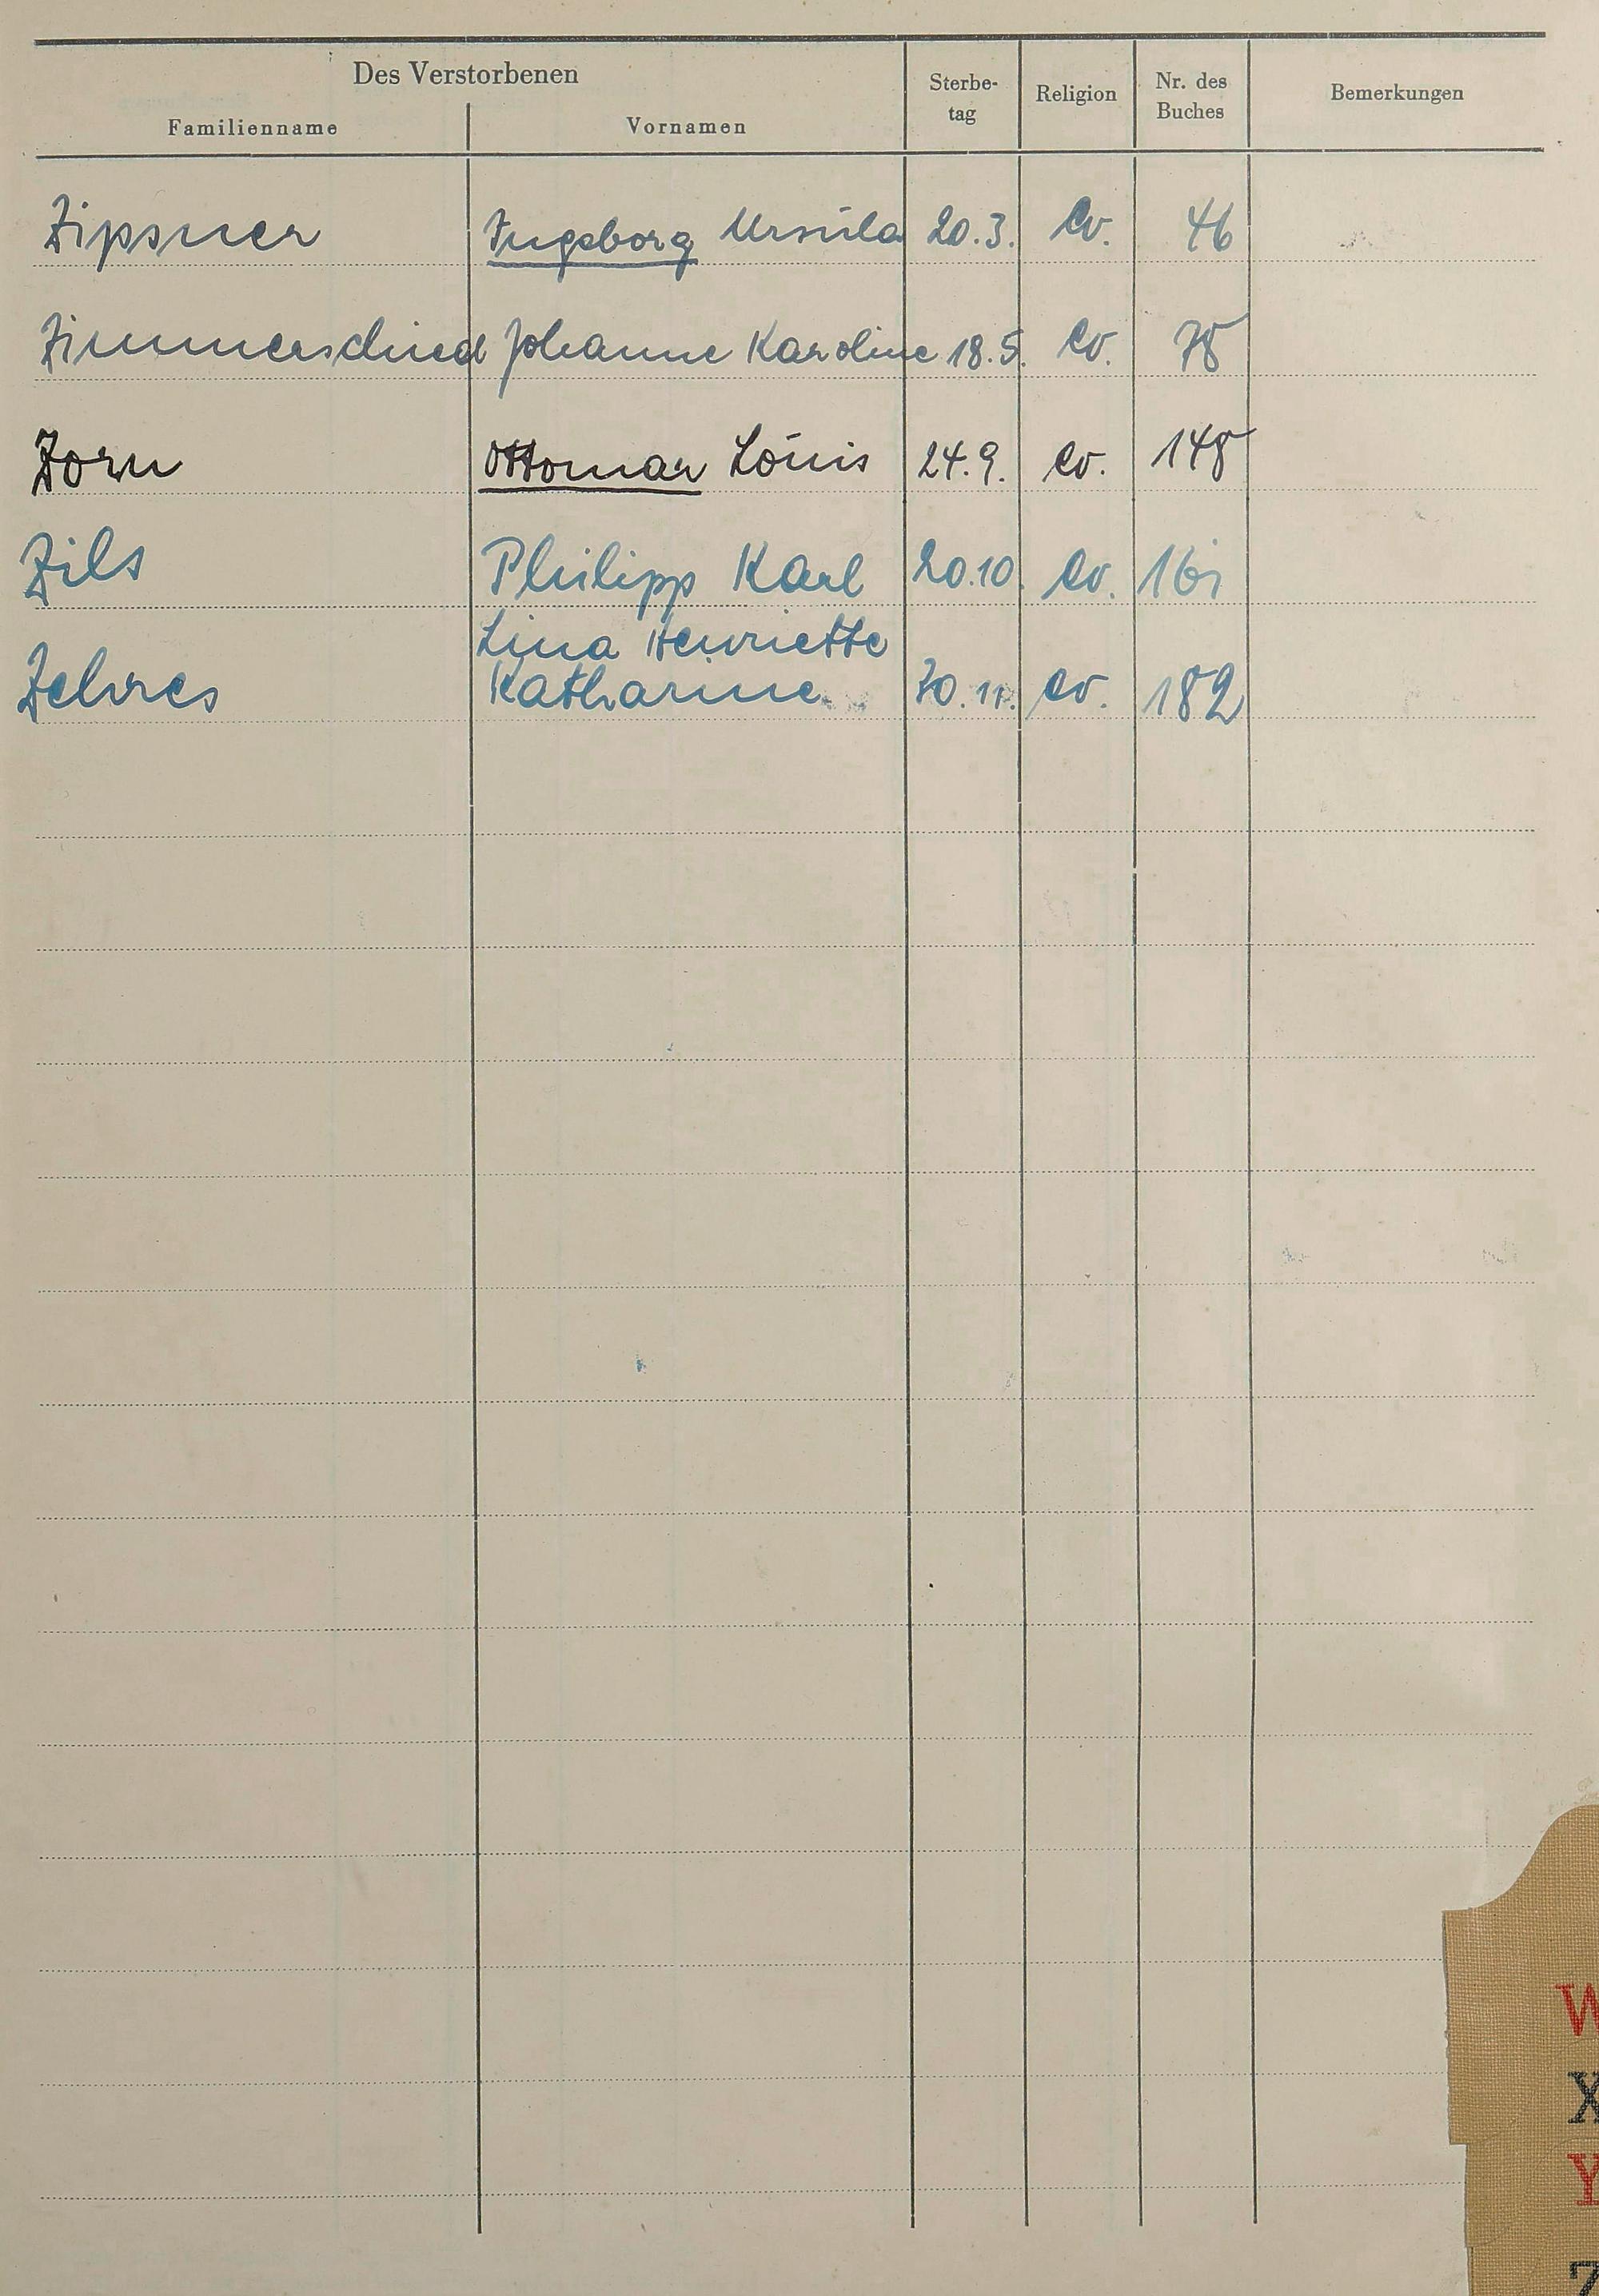 Des Verstorbenen
Familienname Vornamen Sterbe-tag Religion Nr. des Buches Bemerkungen
Zipsner Ingeborg Ursula 20.3. ev. 46
Zimmerschied Johanne Karoline 18.5. ev. 78
Zorn Ottomar Louis 24.9. ev. 148
Zils Philipp Karl 20.10. ev.
Lina Henriette
Zehres Katharine 30.11. ev. 182
W
X
Y
Z